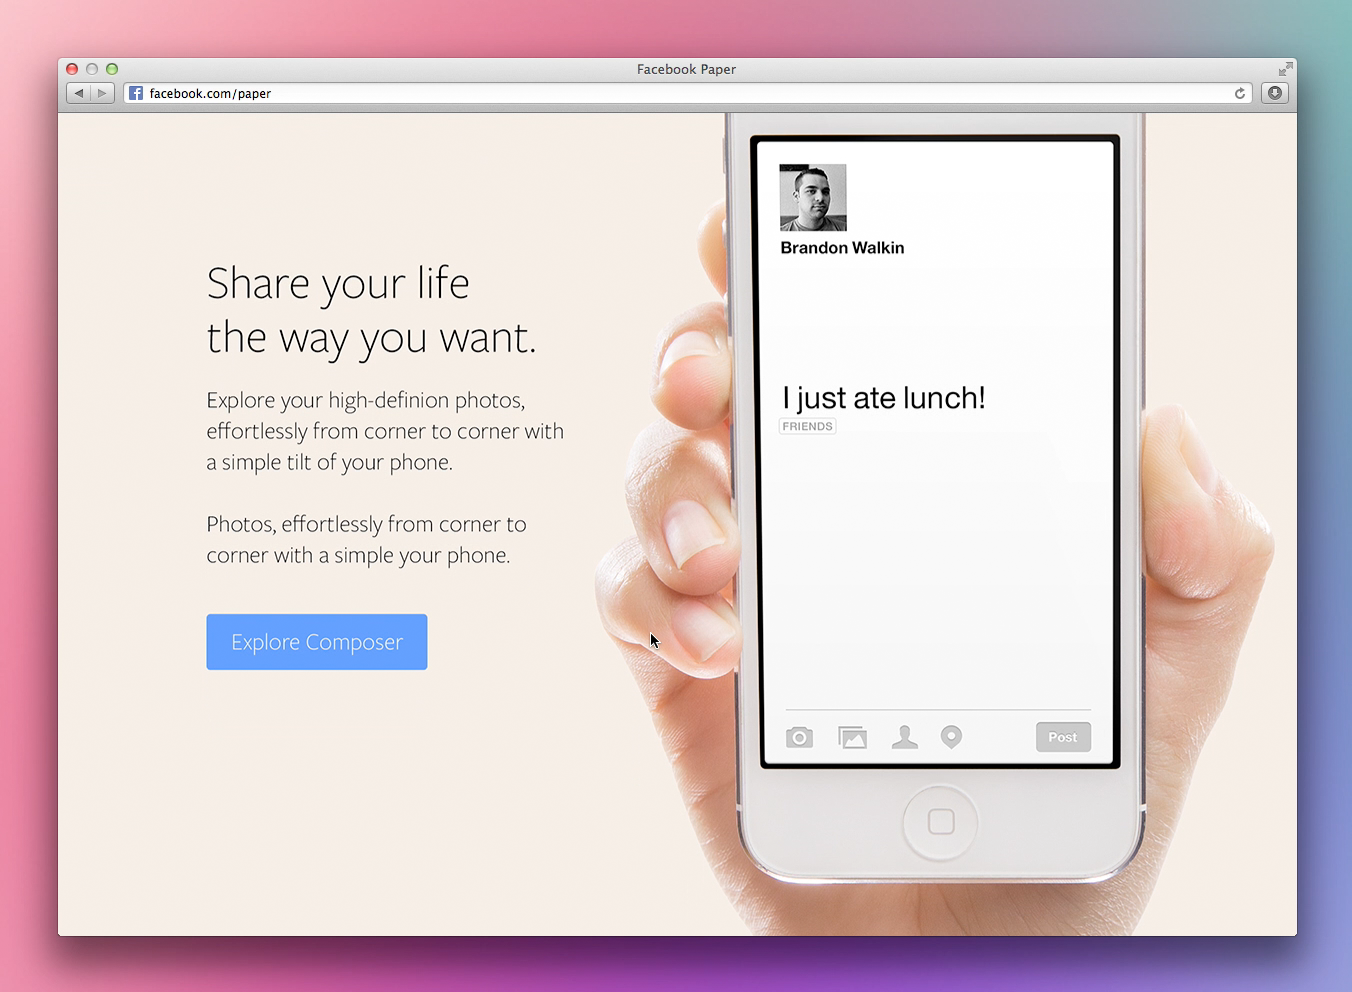 Facebook Paper
facebook.com/paper
Share your life
the way you want.
Explore your high-definion photos,
effortlessly from corner to corner with
a simple tilt of your phone.
Photos, effortlessly from corner to
corner with a simple your phone.
Explore Composer
Brandon Walkin
I just ate lunch!
FRIENDS
Post